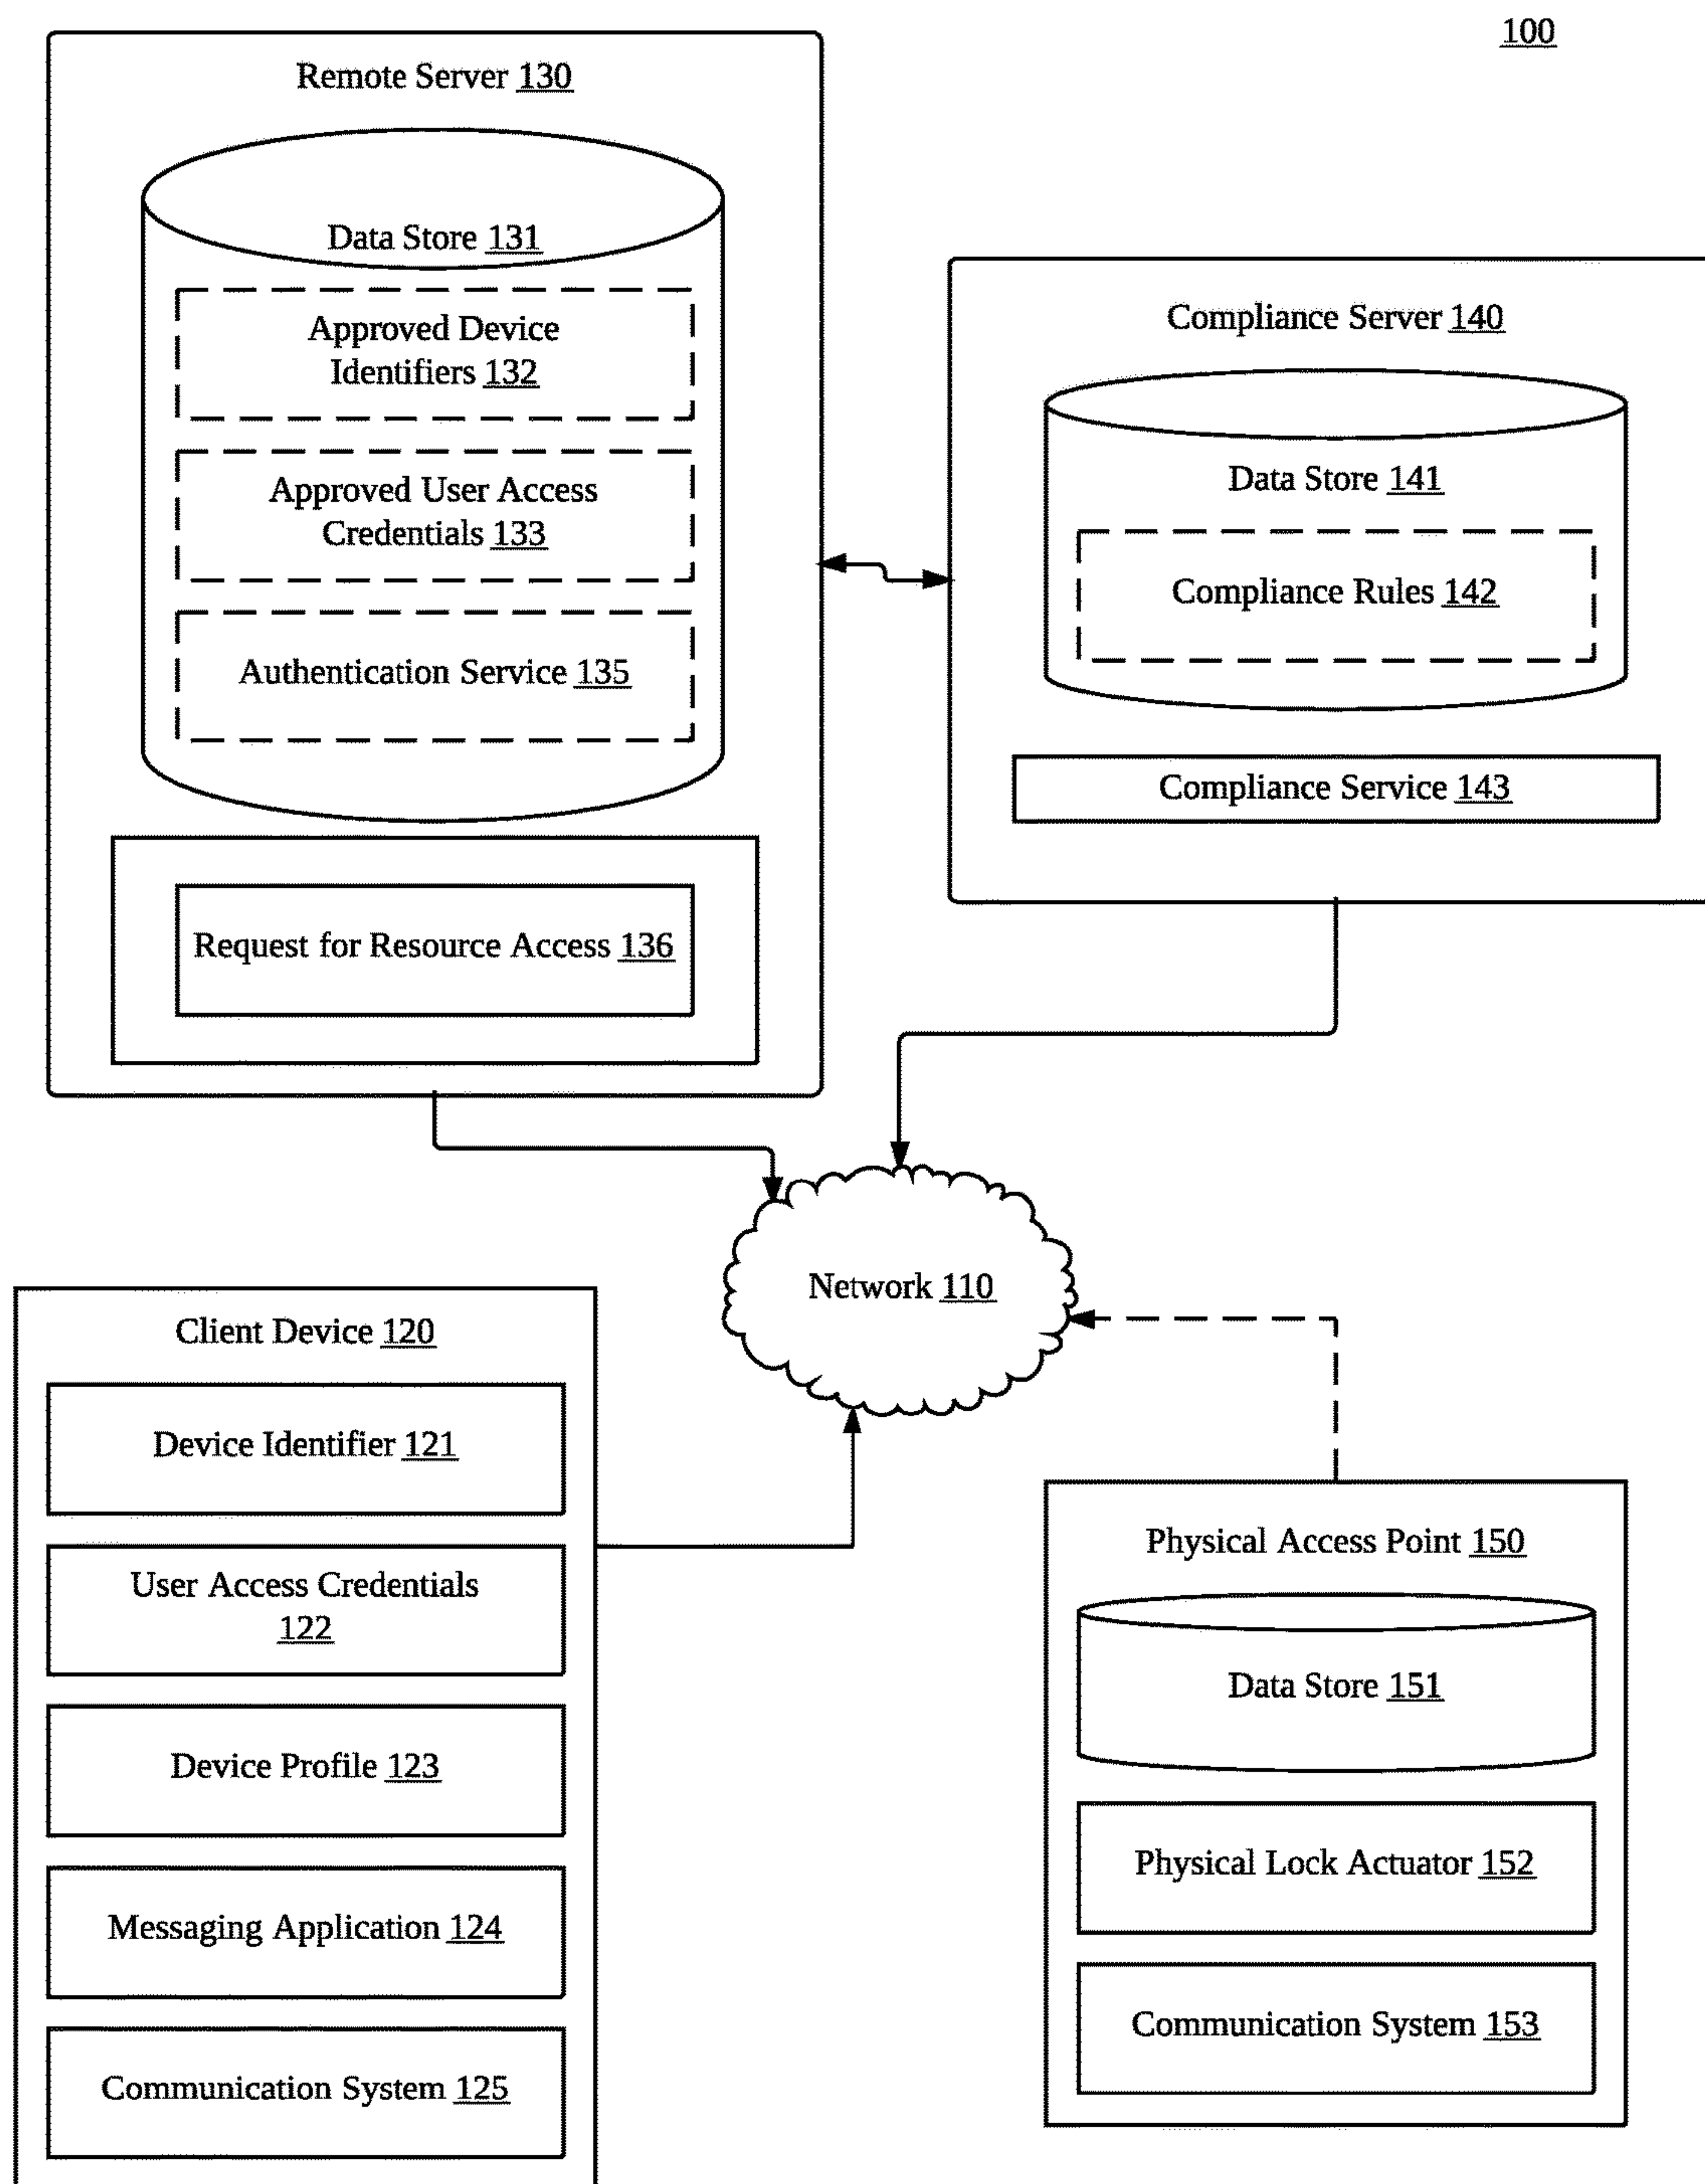 100
Remote Server 130
Data Store 131
Approved Device
Identifiers 132
Approved User Access
Credentials 133
Authentication Service 135
Request for Resource Access 136
Compliance Server 140
Data Store 141
Compliance Rules 142
Compliance Service 143
Network 110
Client Device 120
Device Identifier 121
User Access Credentials
122
Device Profile 123
Messaging Application 124
Communication System 125
Physical Access Point 150
Data Store 151
Physical Lock Actuator 152
Communication System 153